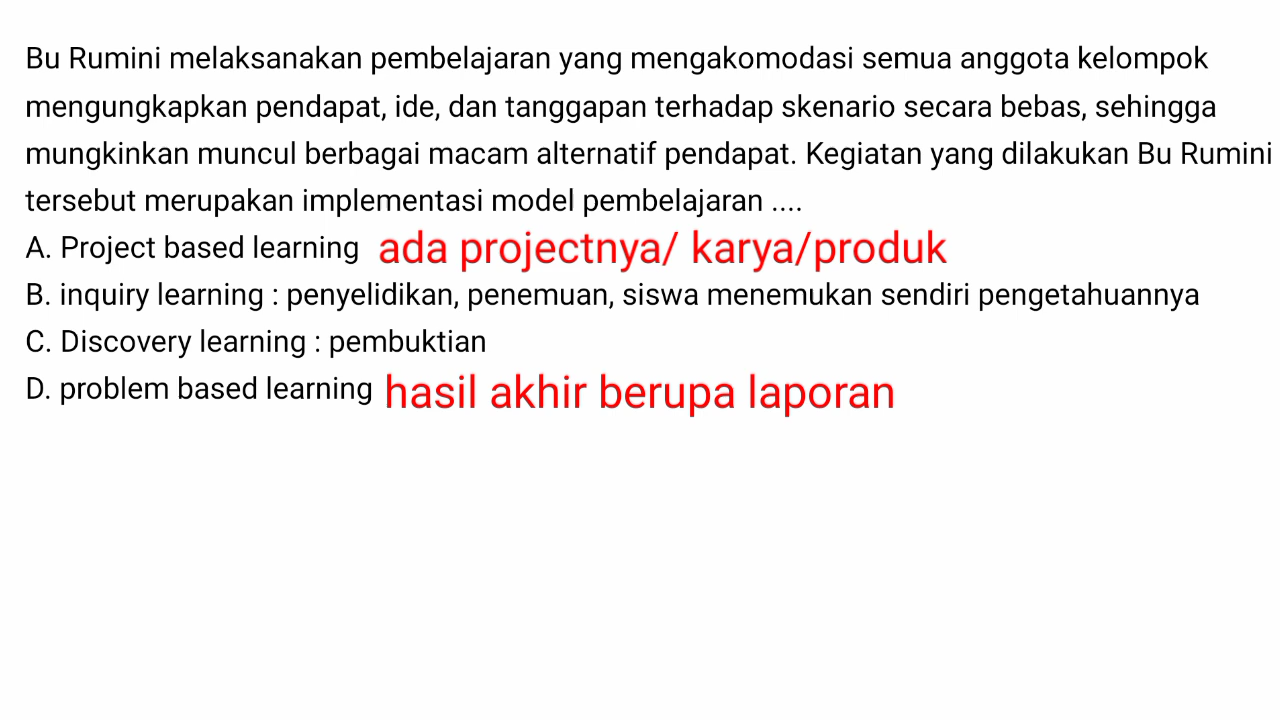 Bu Rumini melaksanakan pembelajaran yang mengakomodasi semua anggota kelompok
mengungkapkan pendapat, ide, dan tanggapan terhadap skenario secara bebas, sehingga
mungkinkan muncul berbagai macam alternatif pendapat. Kegiatan yang dilakukan Bu Rumini
tersebut merupakan implementasi model pembelajaran ....
A. Project based learning ada projectnya/ karya/produk
B. inquiry learning : penyelidikan, penemuan, siswa menemukan sendiri pengetahuannya
C. Discovery learning : pembuktian
D. problem based learning hasil akhir berupa laporan